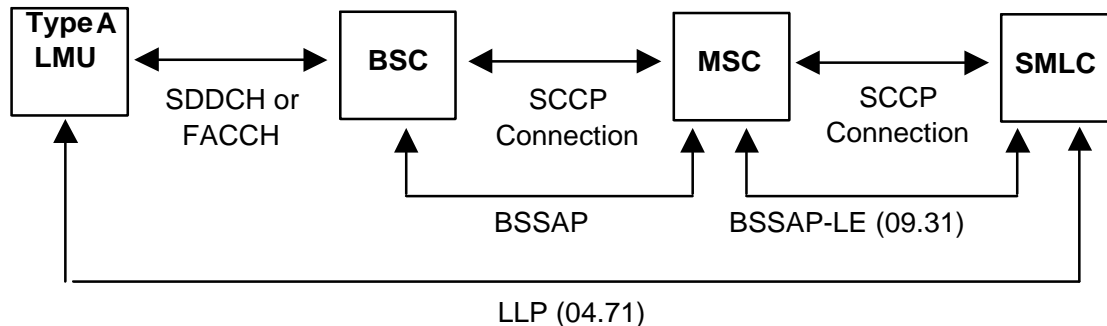 Type A
LMU
BSC
MSC
SMLC
SDDCH or
FACCH
SCCP
Connection
SCCP
Connection
BSSAP
BSSAP-LE (09.31)
LLP (04.71)